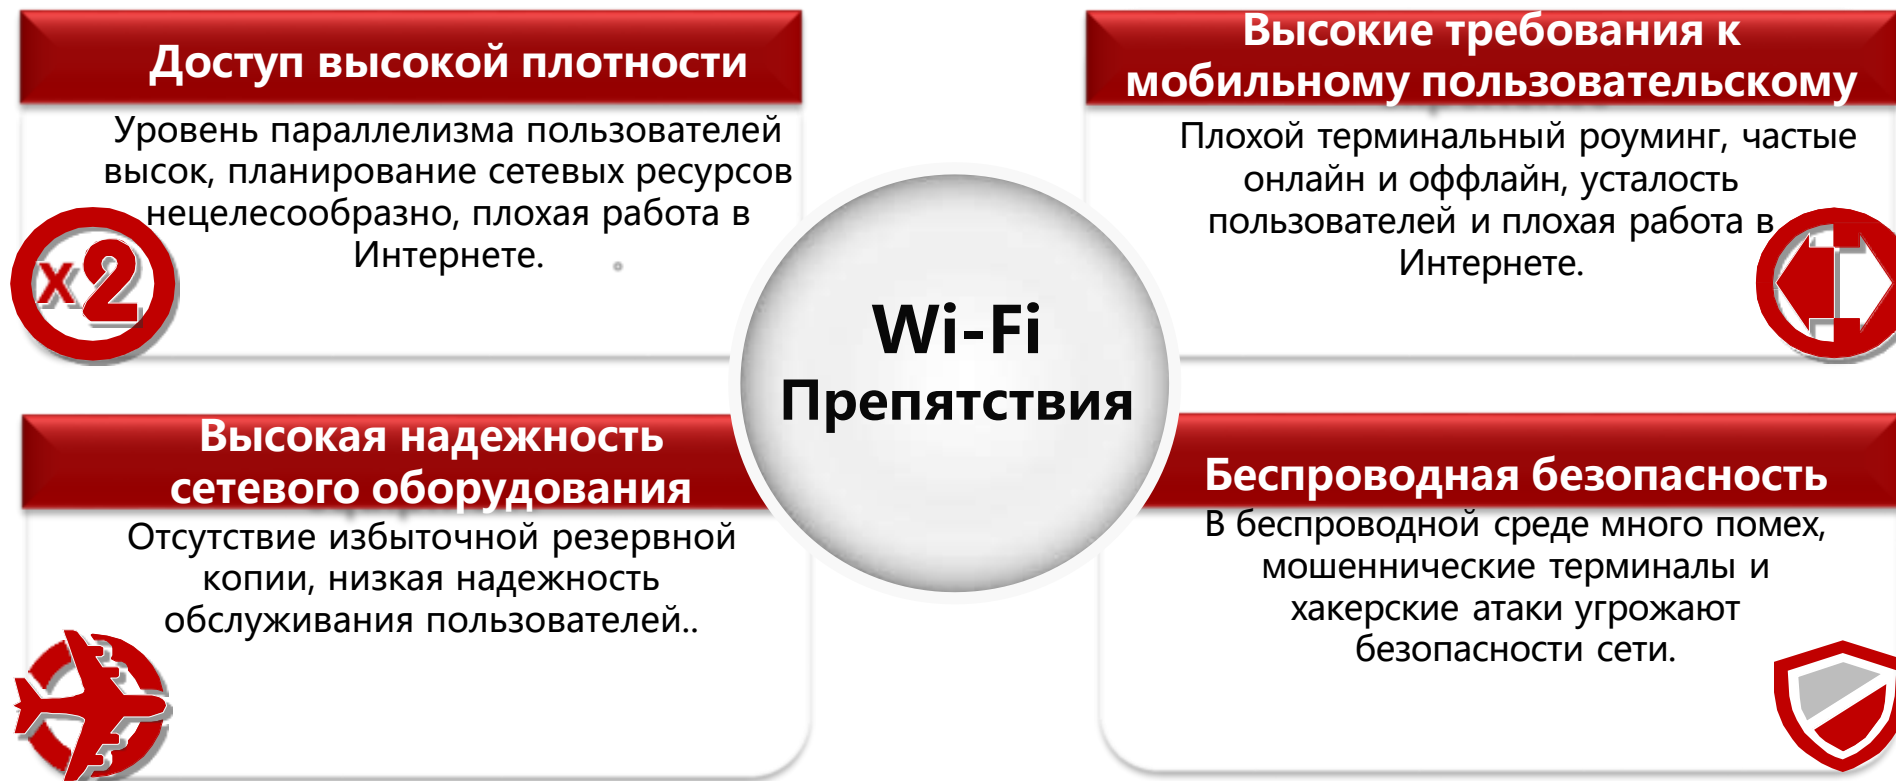 Доступ высокой плотности
Уровень параллелизма пользователей
высок, планирование сетевых ресурсов
нецелесообразно, плохая работа в
Интернете.
x2
Высокие требования к
мобильному пользовательскому
Плохой терминальный роуминг, частые
онлайн и оффлайн, усталость
пользователей и плохая работа в
Интернете.
Wi-Fi
Препятствия
Высокая надежность
сетевого оборудования
Отсутствие избыточной резервной
копии, низкая надежность
обслуживания пользователей..
Беспроводная безопасность
В беспроводной среде много помех,
мошеннические терминалы и
хакерские атаки угрожают
безопасности сети.